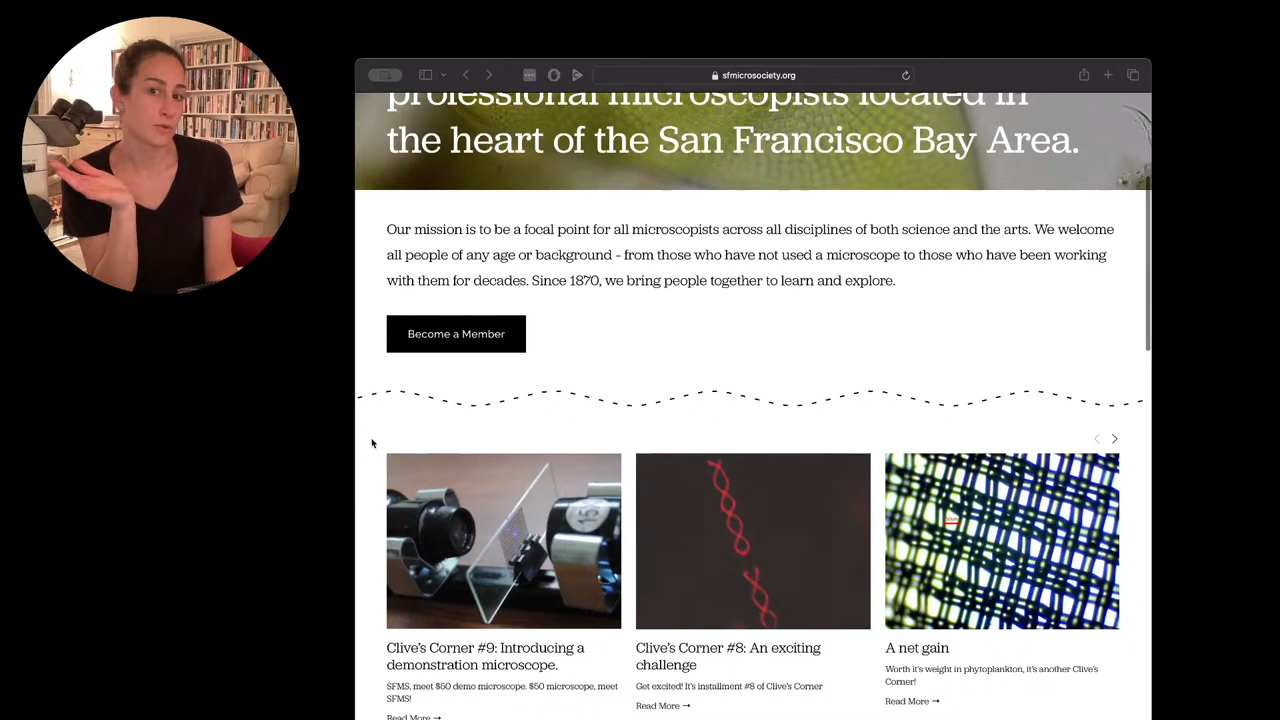 sfmicrosociety.org
professional microscopists located in
the heart of the San Francisco Bay Area.
Our mission is to be a focal point for all microscopists across all disciplines of both science and the arts. We welcome
all people of any age or background - from those who have not used a microscope to those who have been working
with them for decades. Since 1870, we bring people together to learn and explore.
Become a Member
15
Clive's Corner #9: Introducing a
demonstration microscope.
SFMS, meet $50 demo microscope. $50 microscope, meet
SFMS!
Read More →
Clive's Corner #8: An exciting
challenge
Get excited! It's installment #8 of Clive's Corner
Read More →
A net gain
Worth it's weight in phytoplankton, it's another Clive's
Corner!
Read More →